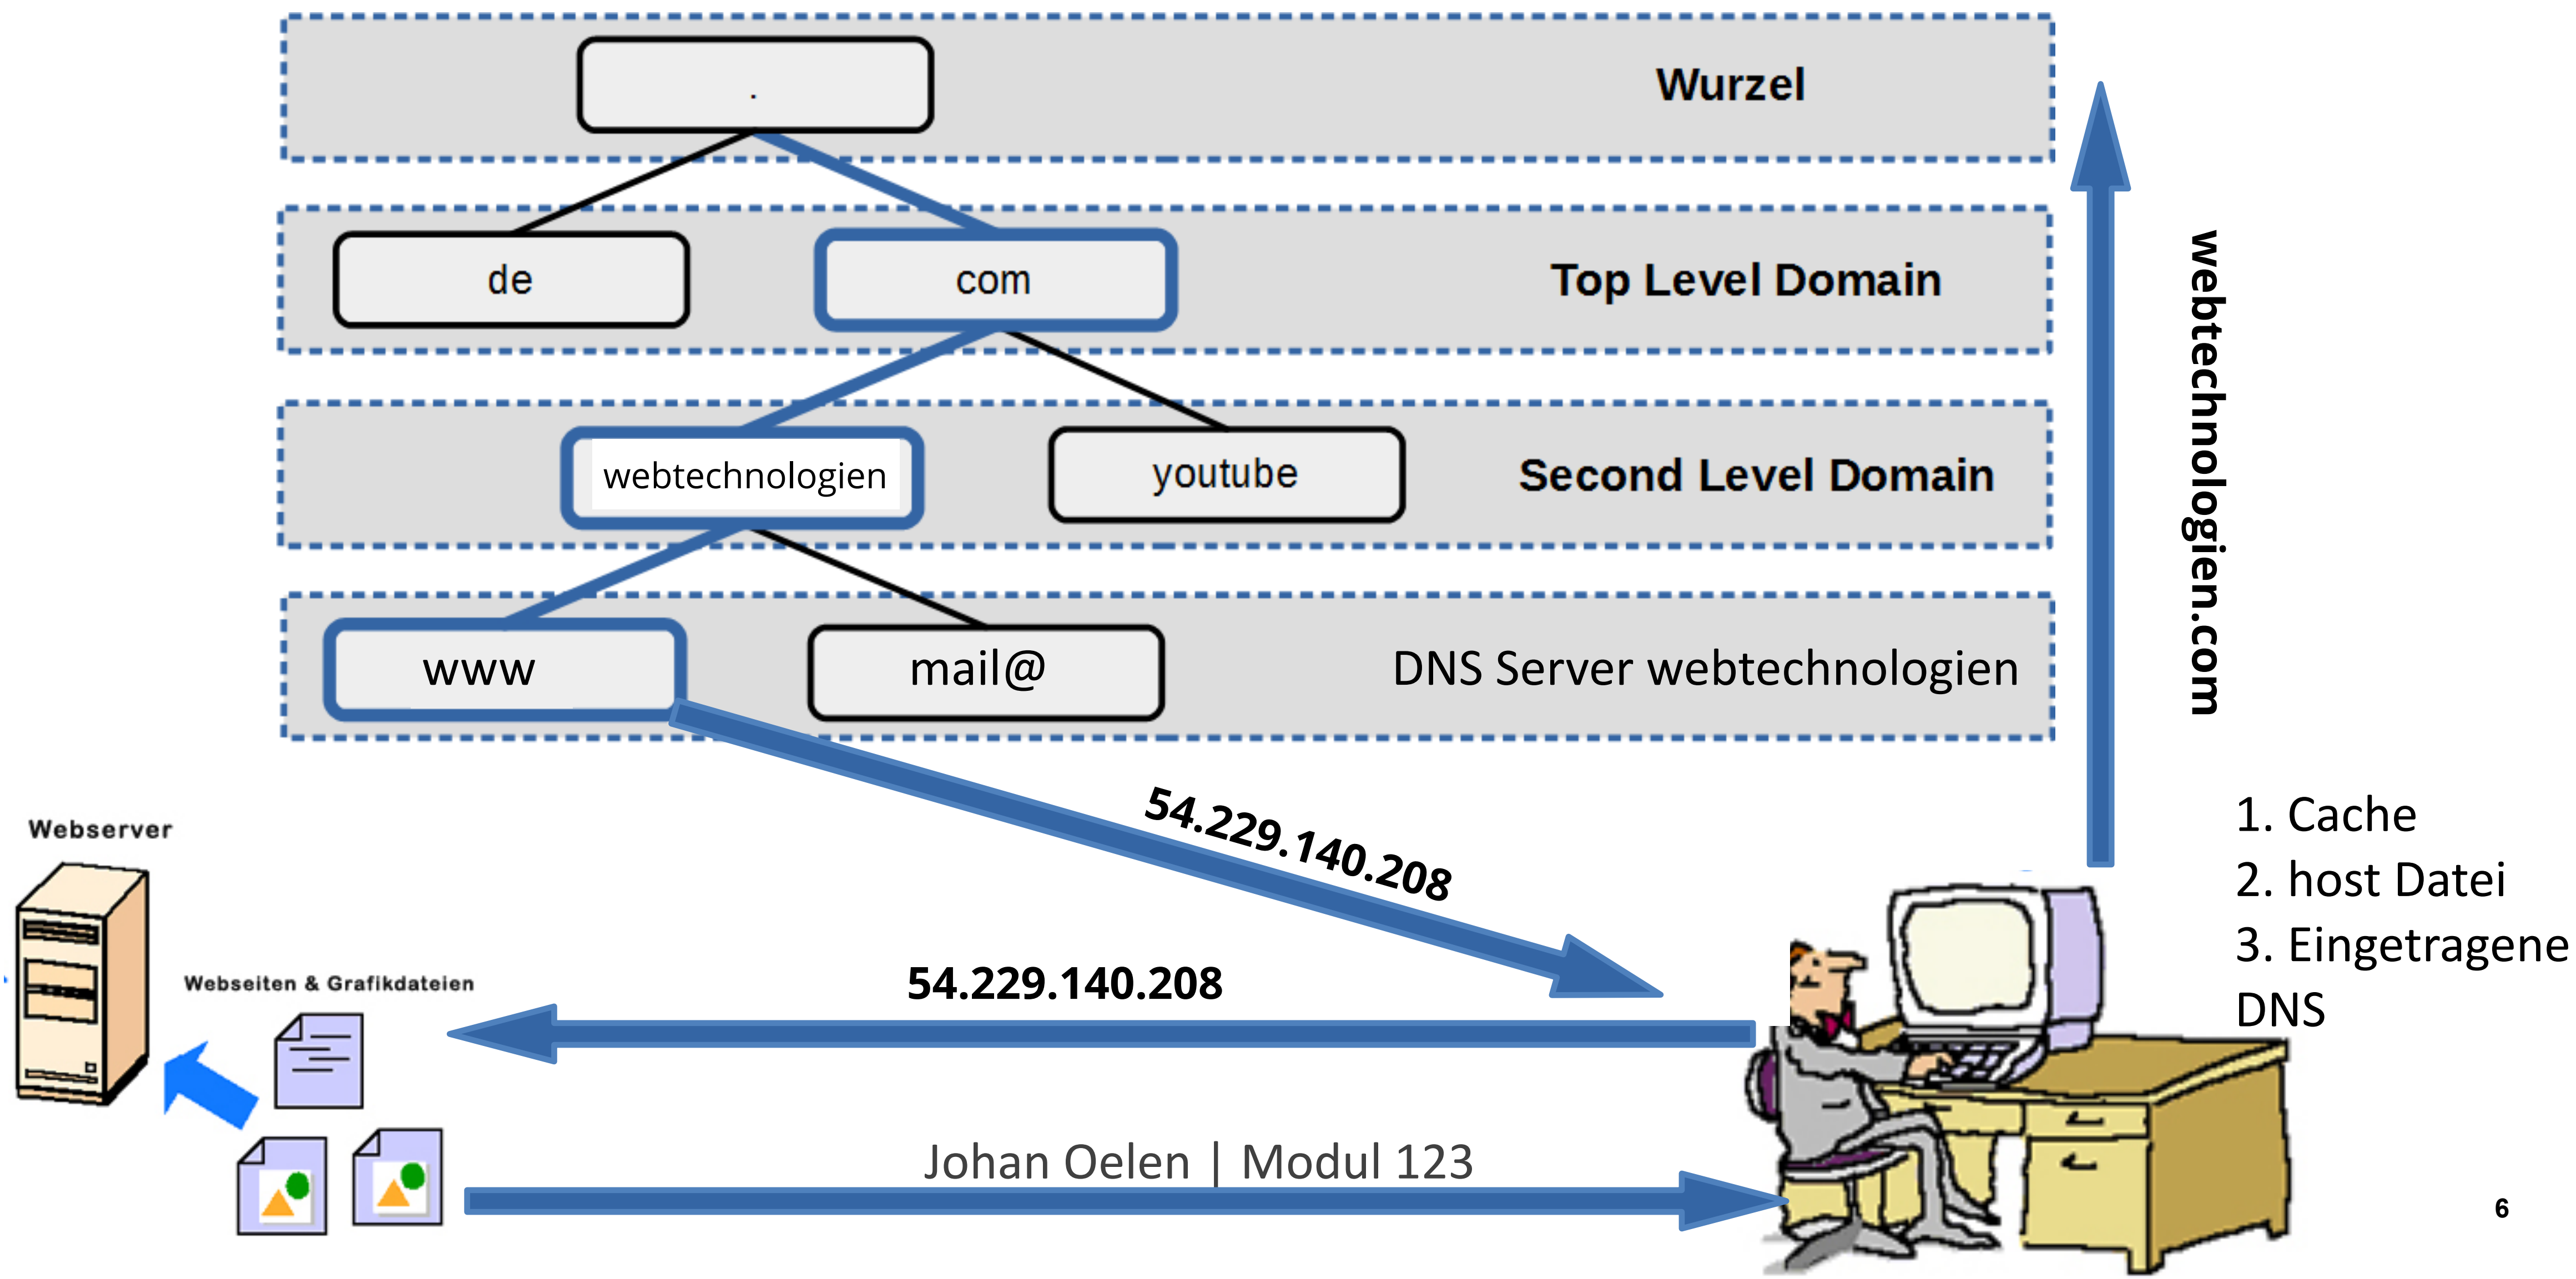 .
Wurzel
de
com
Top Level Domain
webtechnologien
youtube
Second Level Domain
www
mail@
DNS Server webtechnologien
webtechnologien.com
54.229.140.208
1. Cache
2. host Datei
3. Eingetragene
DNS
Webserver
Webseiten & Grafikdateien
54.229.140.208
Johan Oelen | Modul 123
6